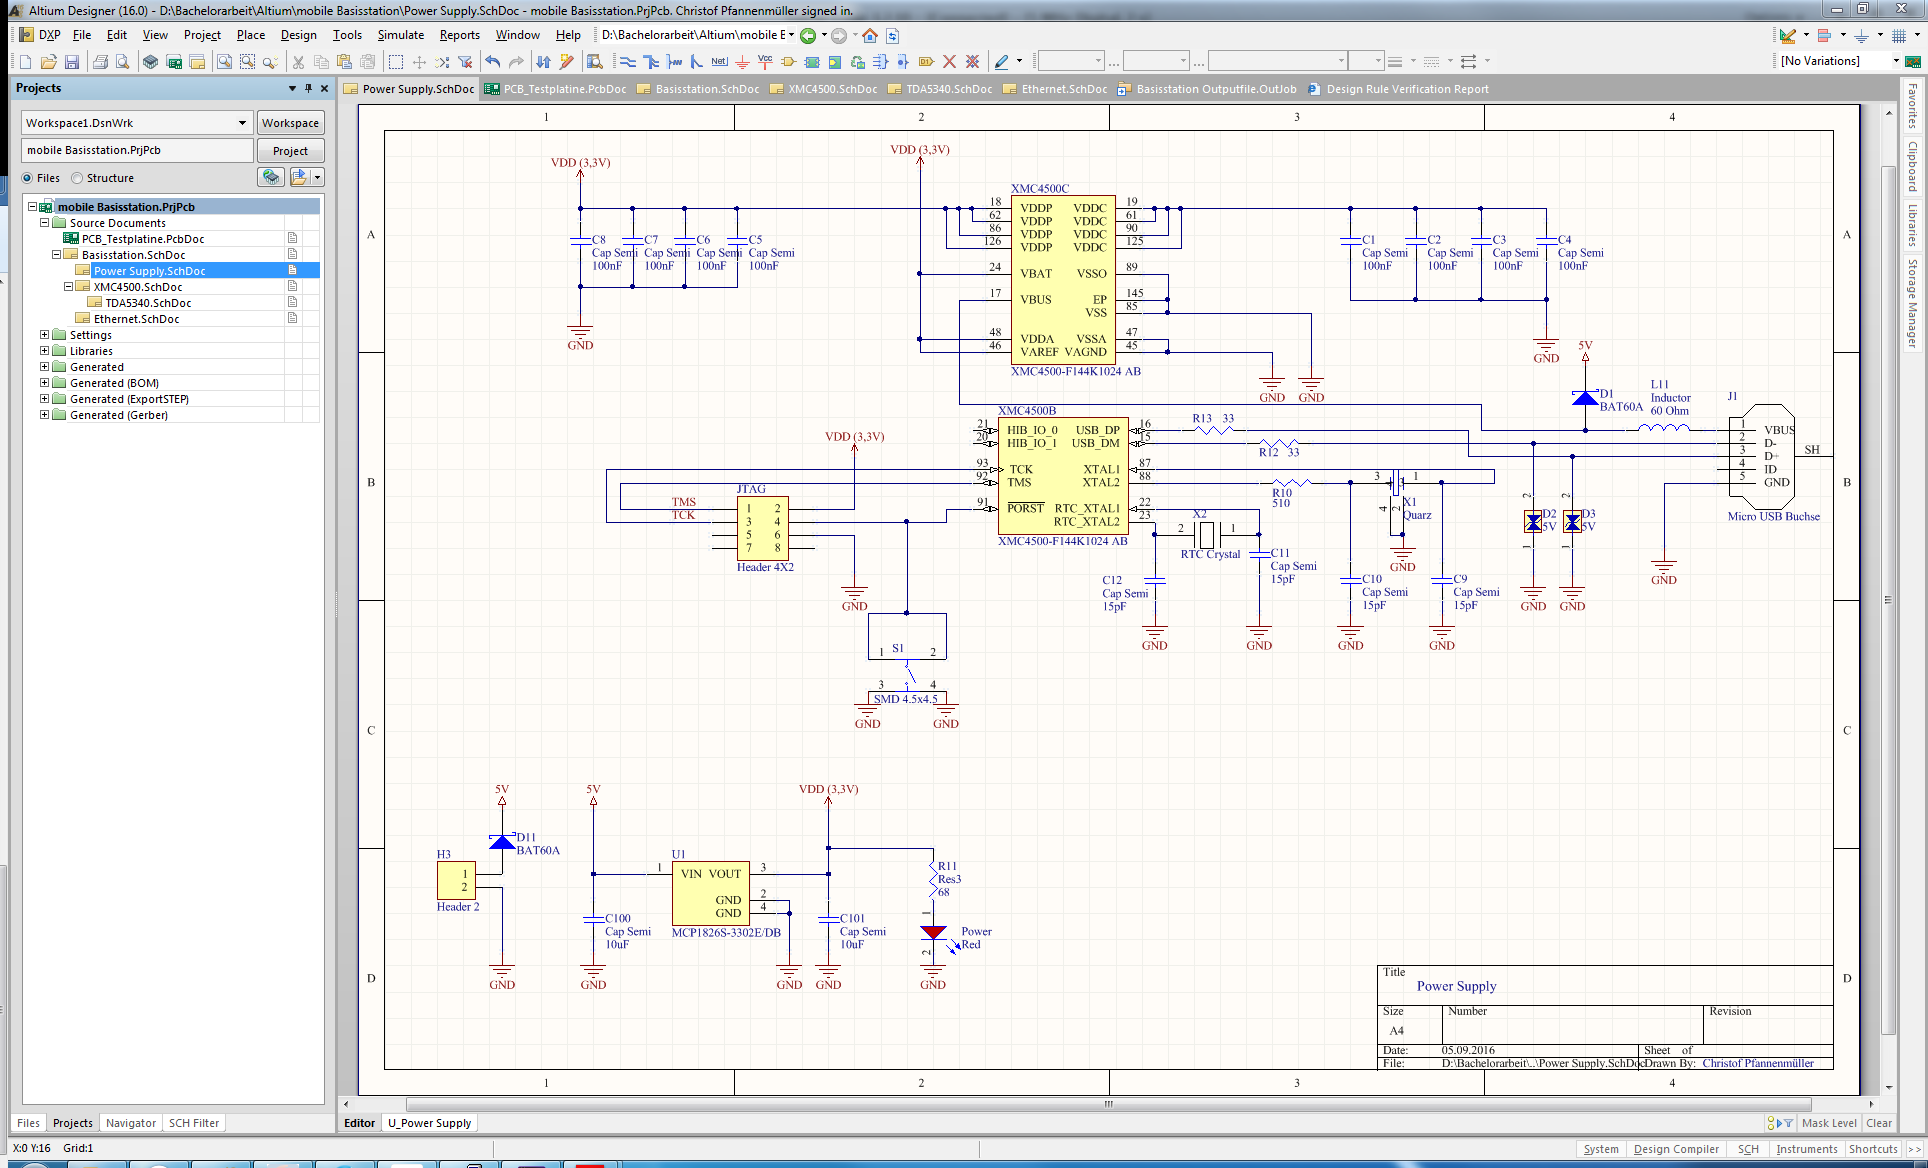 Altium Designer (16.0) - D:\Bachelorarbeit\Altium\mobile Basisstation\Power Supply.SchDoc - mobile Basisstation.PrjPcb. Christof Pfannenmüller signed in.
DXP File Edit View Project Place Design Tools Simulate Reports Window Help D:\Bachelorarbeit\Altium\mobile E
[No Variations]
Projects
Workspace1.DsnWrk Workspace
mobile Basisstation.PrjPcb Project
Files Structure
mobile Basisstation.PrjPcb
Source Documents
PCB_Testplatine.PcbDoc
Basisstation.SchDoc
Power Supply.SchDoc
XMC4500.SchDoc
TDA5340.SchDoc
Ethernet.SchDoc
Settings
Libraries
Generated
Generated (BOM)
Generated (ExportSTEP)
Generated (Gerber)
Files Projects Navigator SCH Filter
Power Supply.SchDoc PCB_Testplatine.PcbDoc Basisstation.SchDoc XMC4500.SchDoc TDA5340.SchDoc Ethernet.SchDoc Basisstation Outputfile.OutJob Design Rule Verification Report
Favorites
Clipboard
Libraries
Storage Manager
1 2 3 4
A A
B B
C C
D D
VDD (3,3V)
C8 Cap Semi 100nF
C7 Cap Semi 100nF
C6 Cap Semi 100nF
C5 Cap Semi 100nF
GND
VDD (3,3V)
XMC4500C
18 VDDP VDDC 19
62 VDDP VDDC 61
86 VDDP VDDC 90
126 VDDP VDDC 125
24 VBAT VSSO 89
17 VBUS EP 145
VSS 85
48 VDDA VSSA 47
46 VAREF VAGND 45
XMC4500-F144K1024 AB
GND GND
C1 Cap Semi 100nF
C2 Cap Semi 100nF
C3 Cap Semi 100nF
C4 Cap Semi 100nF
GND
5V
D1
BAT60A
L11
Inductor
60 Ohm
J1
1 VBUS
2 D-
3 D+
4 ID
5 GND
SH
Micro USB Buchse
GND
XMC4500B
21 HIB_IO_0 USB_DP 16
20 HIB_IO_1 USB_DM 15
93 TCK XTAL1 87
92 TMS XTAL2 88
91 PORST RTC_XTAL1 22
RTC_XTAL2 23
XMC4500-F144K1024 AB
R13 33
R12 33
R10
510
3 1
4 2
X1
Quarz
GND
X2
2 1
RTC Crystal
C12 Cap Semi 15pF
C11 Cap Semi 15pF
C10 Cap Semi 15pF
C9 Cap Semi 15pF
GND GND GND GND
2 D2 5V 1
2 D3 5V 1
GND GND
VDD (3,3V)
JTAG
TMS
TCK
1 2
3 4
5 6
7 8
Header 4X2
GND
S1
1 2
3 4
SMD 4.5x4.5
GND GND
5V
D11
BAT60A
H3
1
2
Header 2
GND
5V
U1
1 VIN VOUT 3
GND 2
GND 4
MCP1826S-3302E/DB
C100
Cap Semi
10uF
GND GND
VDD (3,3V)
C101
Cap Semi
10uF
GND
R11
Res3
68
1
2
Power
Red
GND
Title
Power Supply
Size Number Revision
A4
Date: 05.09.2016 Sheet of
File: D:\Bachelorarbeit\..\Power Supply.SchDoc Drawn By: Christof Pfannenmüller
1 2 3 4
Editor U_Power Supply
Mask Level Clear
X:0 Y:16 Grid:1
System Design Compiler SCH Instruments Shortcuts >>